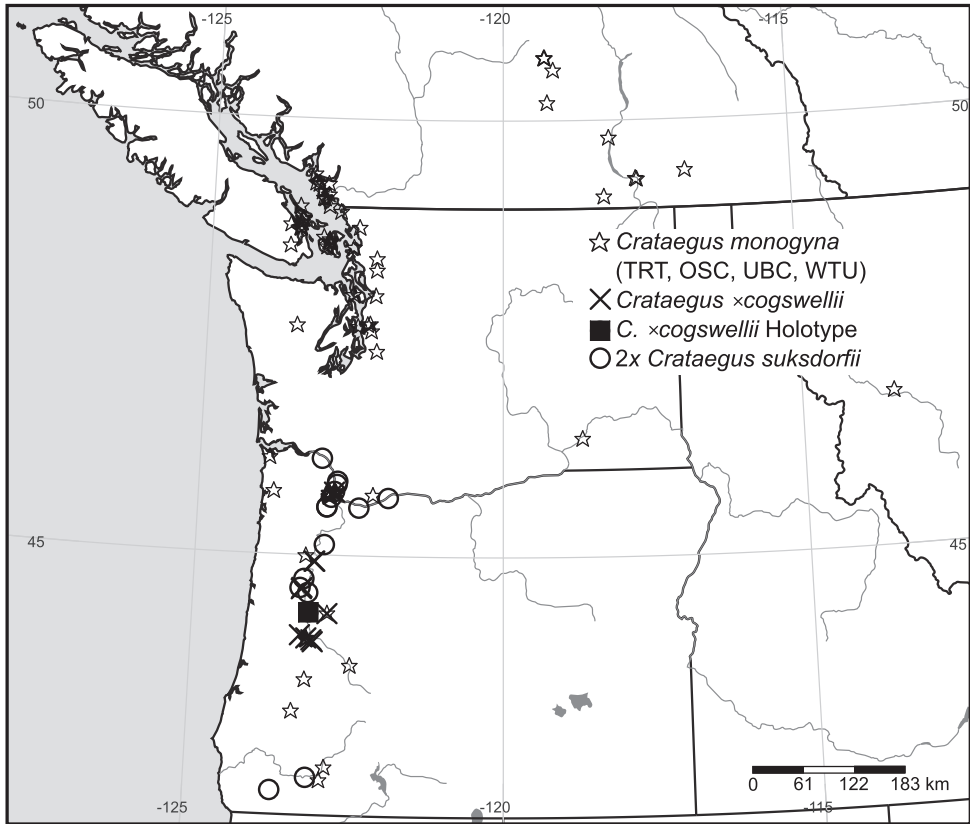 -125 -120 -115
50 50
Crataegus monogyna
(TRT, OSC, UBC, WTU)
Crataegus ×cogswellii
C. ×cogswellii Holotype
2x Crataegus suksdorfii
45 45
0 61 122 183 km
-125 -120 -115